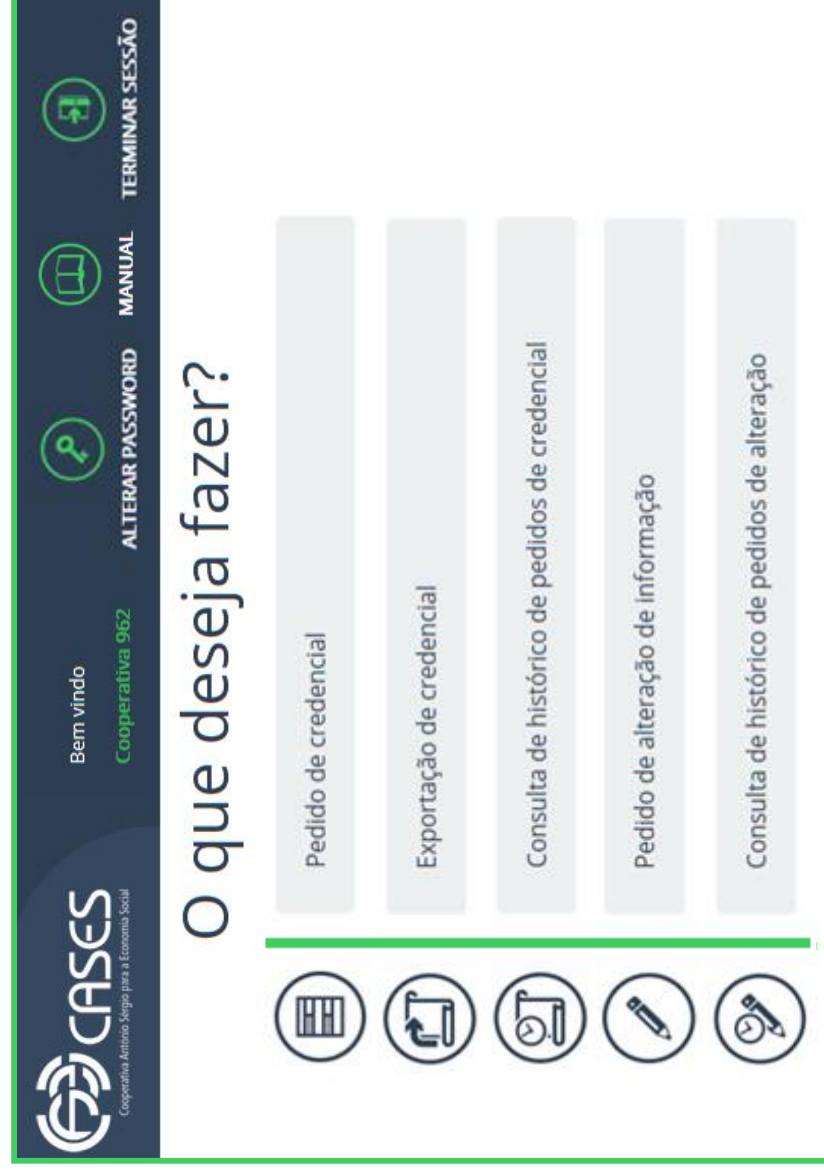 CASES
Cooperativa António Sérgio para a Economia Social
Bem vindo
Cooperativa 962
ALTERAR PASSWORD
MANUAL
TERMINAR SESSÃO
O que deseja fazer?
Pedido de credencial
Exportação de credencial
Consulta de histórico de pedidos de credencial
Pedido de alteração de informação
Consulta de histórico de pedidos de alteração